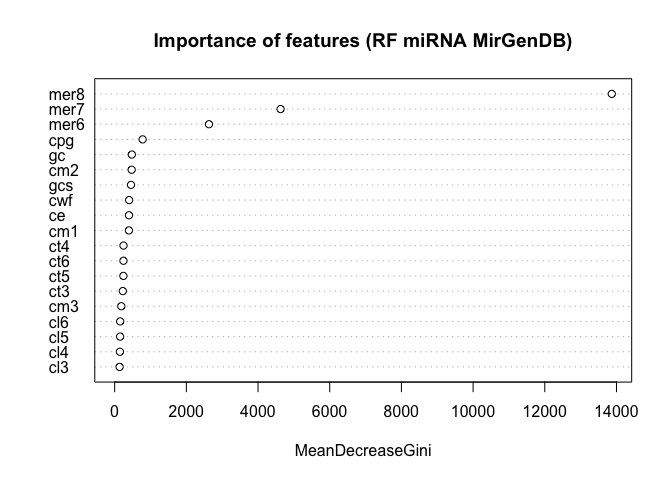 Importance of features (RF miRNA MirGenDB)
mer8
mer7
mer6
cpg
gc
cm2
gcs
cwf
ce
cm1
ct4
ct6
ct5
ct3
cm3
cl6
cl5
cl4
cl3
0 2000 4000 6000 8000 10000 12000 14000
MeanDecreaseGini